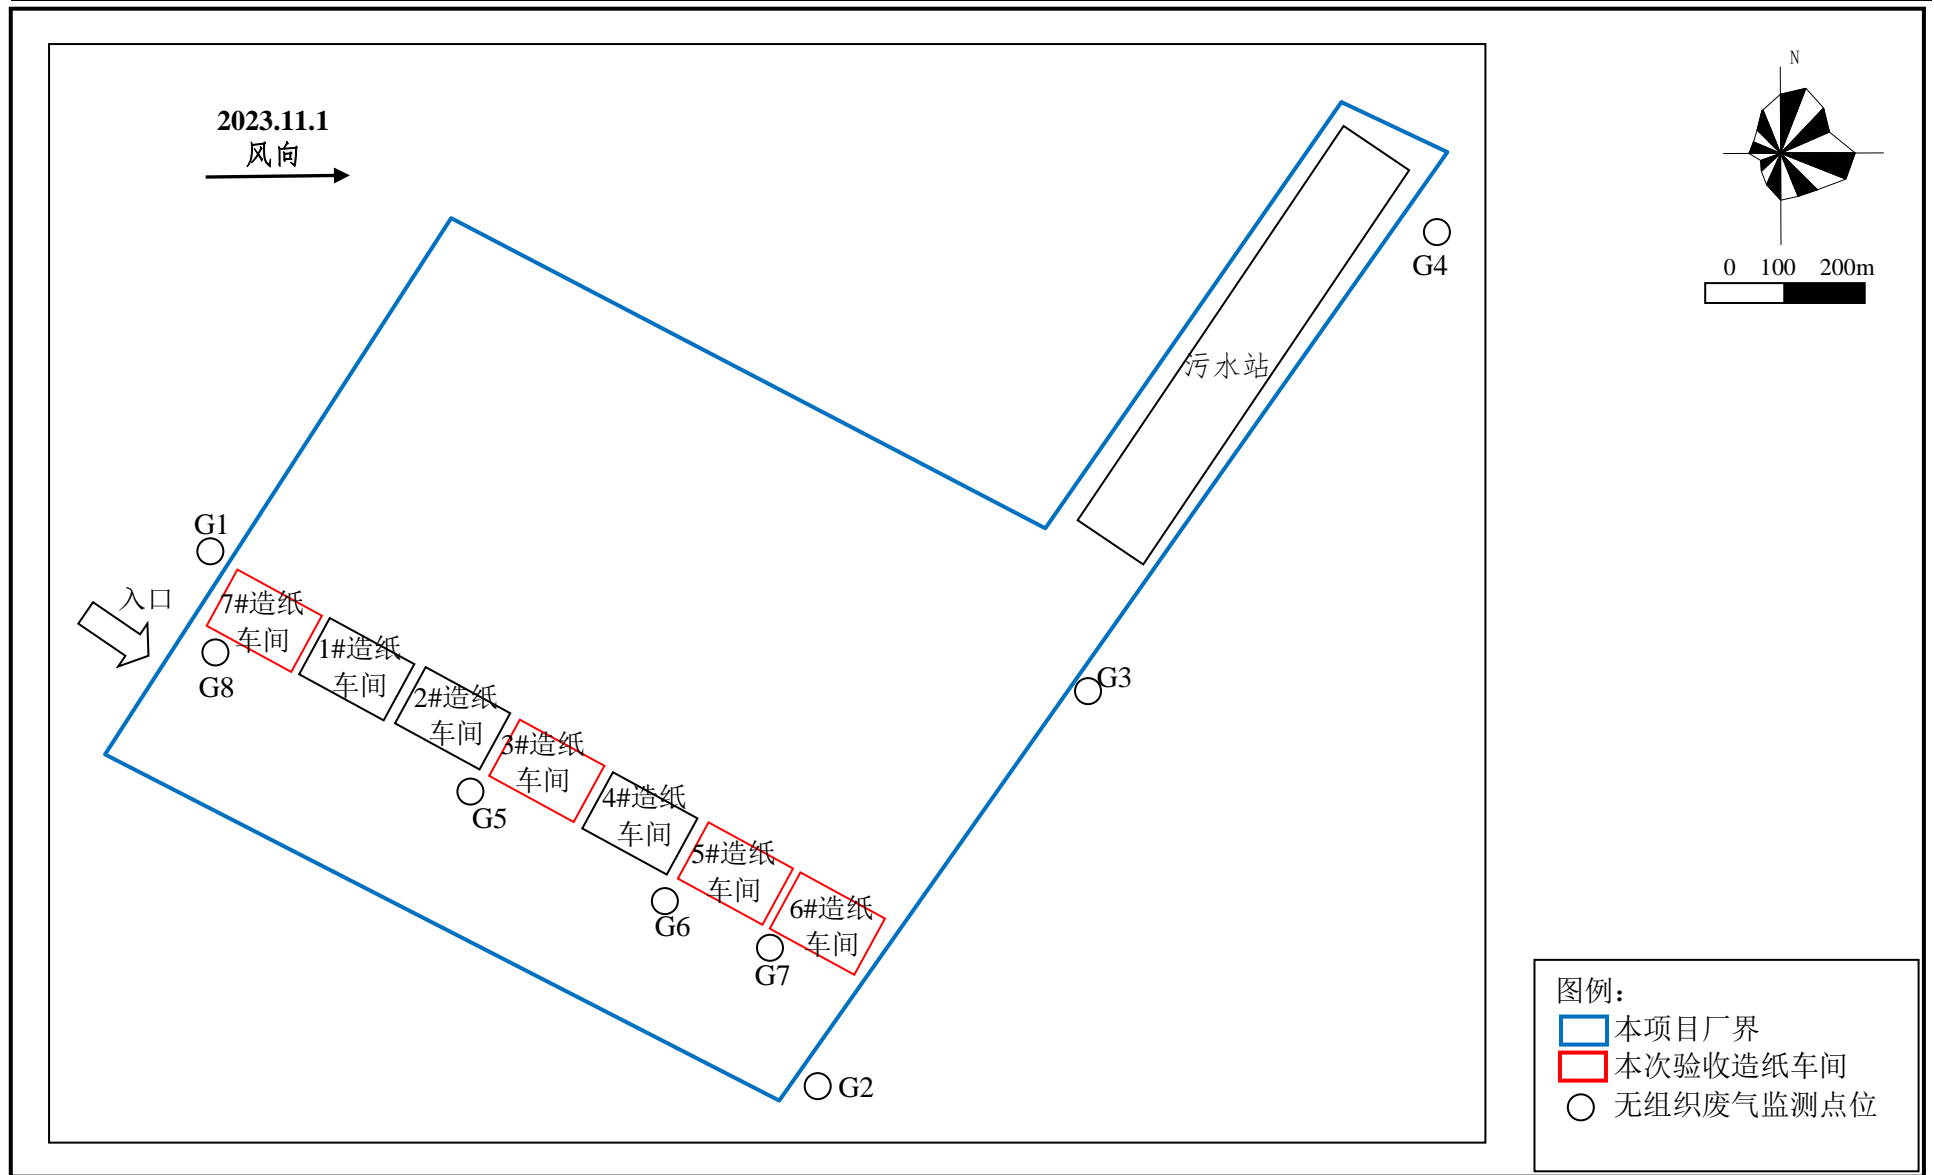 2023.11.1
风向
N
0 100 200m
G4
污水站
G1
入口
7#造纸
车间
G8
1#造纸
车间
2#造纸
车间
G3
3#造纸
车间
G5
4#造纸
车间
5#造纸
车间
G6
6#造纸
车间
G7
G2
图例：
本项目厂界
本次验收造纸车间
无组织废气监测点位